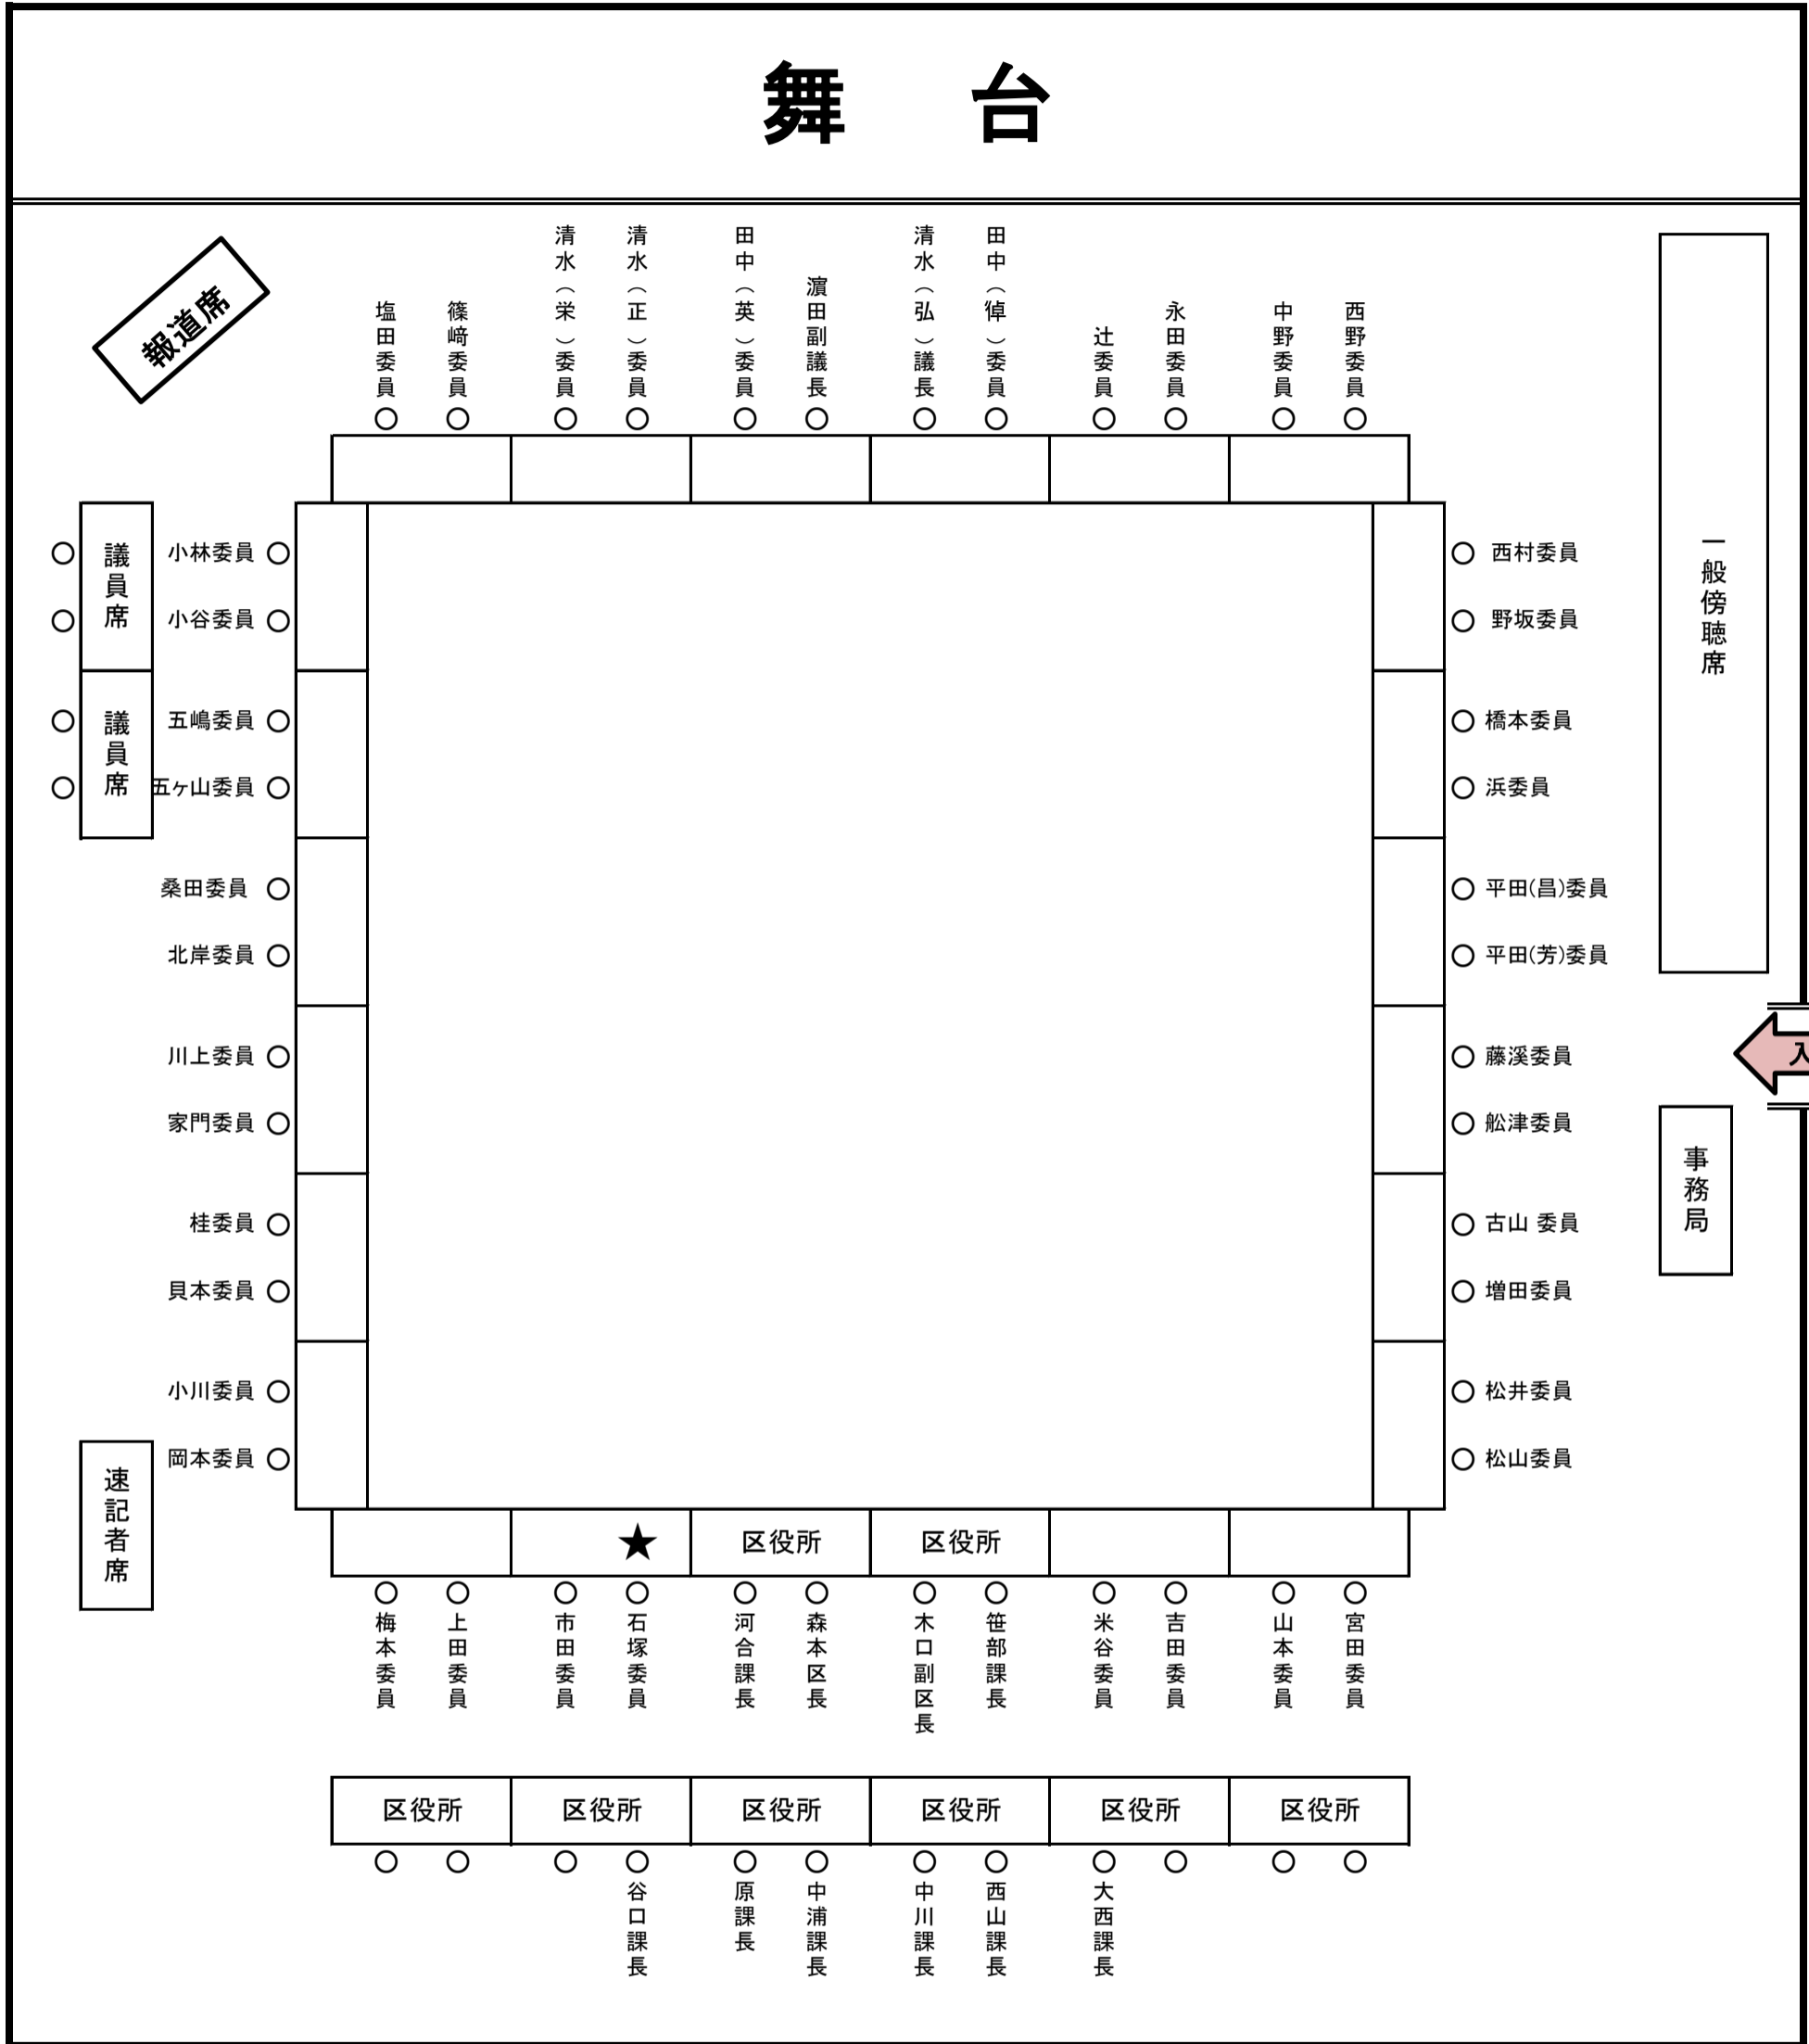 舞台
報道席
塩田委員
篠﨑委員
清水（栄）委員
清水（正）委員
田中（英）委員
濵田副議長
清水（弘）議長
田中（倬）委員
辻委員
永田委員
中野委員
西野委員
一般傍聴席
議員席
議員席
小林委員
小谷委員
五嶋委員
五ヶ山委員
桑田委員
北岸委員
川上委員
家門委員
桂委員
貝本委員
小川委員
岡本委員
西村委員
野坂委員
橋本委員
浜委員
平田(昌)委員
平田(芳)委員
藤溪委員
舩津委員
古山 委員
増田委員
松井委員
松山委員
入
事務局
速記者席
★
区役所
区役所
梅本委員
上田委員
市田委員
石塚委員
河合課長
森本区長
木口副区長
笹部課長
米谷委員
吉田委員
山本委員
宮田委員
区役所
区役所
区役所
区役所
区役所
区役所
谷口課長
原課長
中浦課長
中川課長
西山課長
大西課長